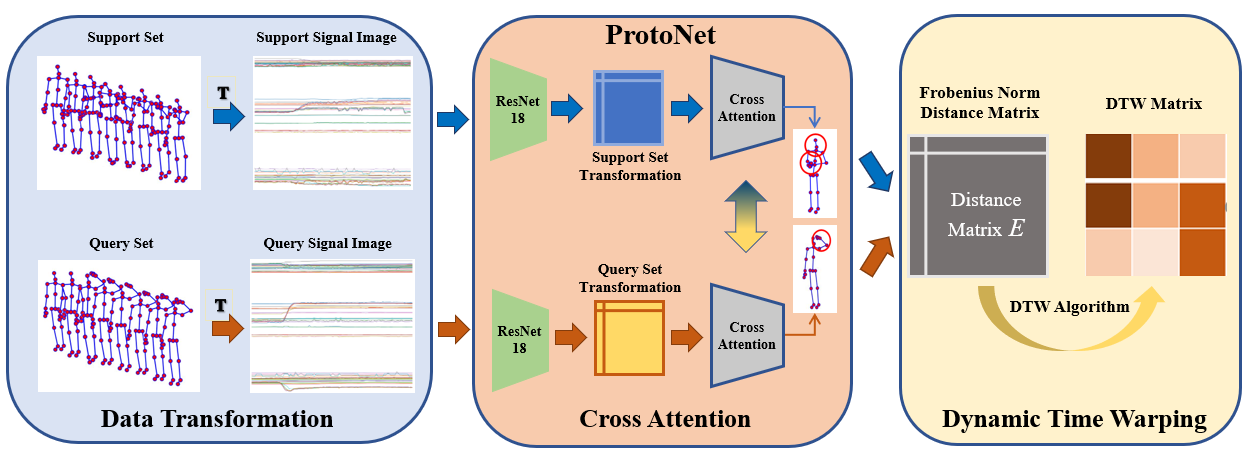 Support Set
T
Support Signal Image
Query Set
T
Query Signal Image
Data Transformation
ProtoNet
ResNet
18
Support Set
Transformation
Cross
Attention
ResNet
18
Query Set
Transformation
Cross
Attention
Cross Attention
Frobenius Norm
Distance Matrix
DTW Matrix
Distance
Matrix E
DTW Algorithm
Dynamic Time Warping